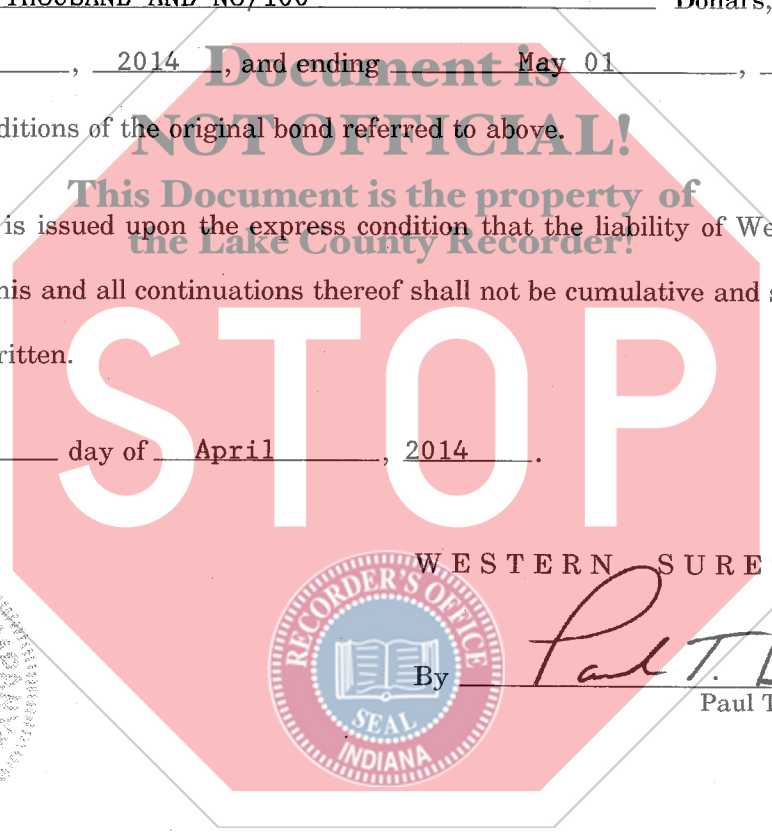 THOUSAND AND NO/100 Dollars,
, 2014 , and ending May 01 ,
Document is
ditions of the original bond referred to above.
NOT OFFICIAL!
This Document is the property of
is issued upon the express condition that the liability of We
the Lake County Recorder!
his and all continuations thereof shall not be cumulative and s
ritten.
STOP
day of April , 2014 .
WESTERN SURE
RECORDER'S OFFICE
SEAL
INDIANA
By Paul T.
Paul T